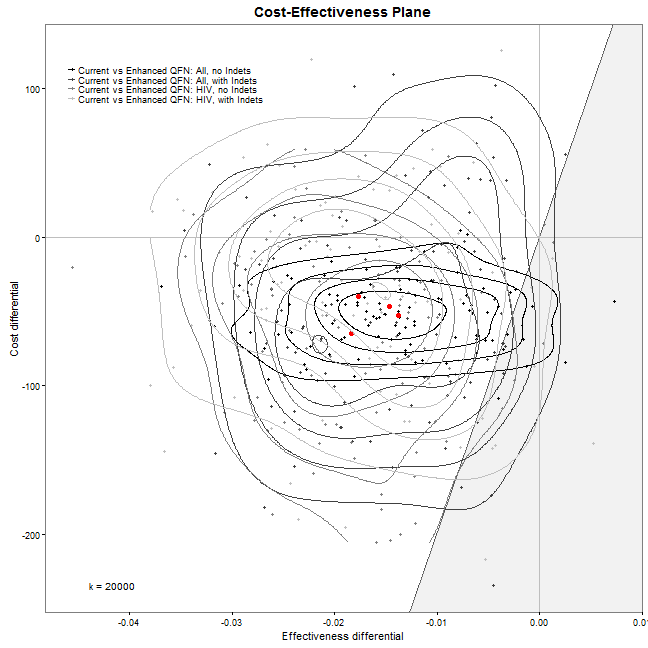 Cost-Effectiveness Plane
Current vs Enhanced QFN: All, no Indets
Current vs Enhanced QFN: All, with Indets
Current vs Enhanced QFN: HIV, no Indets
Current vs Enhanced QFN: HIV, with Indets
100
0
-100
-200
Cost differential
k = 20000
-0.04 -0.03 -0.02 -0.01 0.00 0.01
Effectiveness differential